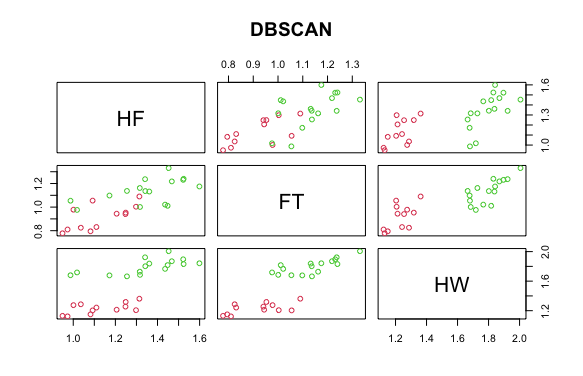 DBSCAN
0.8 0.9 1.0 1.1 1.2 1.3
HF
1.0 1.3 1.6
0.8 1.0 1.2
FT
HW
1.2 1.6 2.0
1.0 1.2 1.4 1.6
1.2 1.4 1.6 1.8 2.0